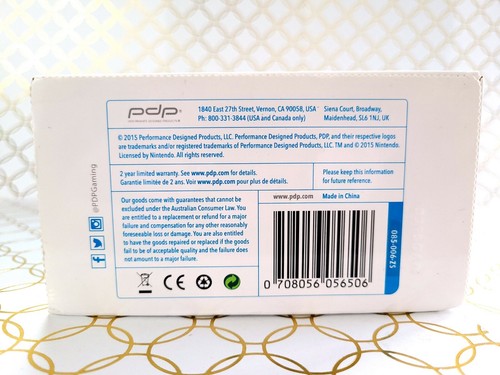 pdp
1840 East 27th Street, Vernon, CA 90058, USA
Ph: 800-331-3844 (USA and Canada only)
Siena Court, Broadway,
Maidenhead, SL6 1NJ, UK
© 2015 Performance Designed Products, LLC. Performance Designed Products, PDP, and their respective logos
are trademarks and/or registered trademarks of Performance Designed Products, LLC. TM and © 2015 Nintendo.
Licensed by Nintendo. All rights reserved.
2 year limited warranty. See www.pdp.com for details.
Garantie limitée de 2 ans. Voir www.pdp.com pour plus de détails.
Please keep this information
for future reference.
Our goods come with guarantees that cannot be
excluded under the Australian Consumer Law. You
are entitled to a replacement or refund for a major
failure and compensation for any other reasonably
foreseeable loss or damage. You are also entitled
to have the goods repaired or replaced if the goods
fail to be of acceptable quality and the failure does
not amount to a major failure.
www.pdp.com
Made in China
0 708056 056506
085-006-ZS
@PDPGaming
CE